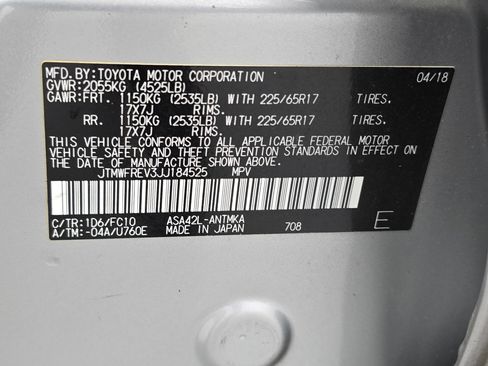 MFD.BY:TOYOTA MOTOR CORPORATION 04/18
GVWR:2055KG (4525LB)
GAWR:FRT. 1150KG (2535LB) WITH 225/65R17 TIRES.
17X7J RIMS.
RR. 1150KG (2535LB) WITH 225/65R17 TIRES.
17X7J RIMS.
THIS VEHICLE CONFORMS TO ALL APPLICABLE FEDERAL MOTOR
VEHICLE SAFETY AND THEFT PREVENTION STANDARDS IN EFFECT
ON THE DATE OF MANUFACTURE SHOWN ABOVE.
JTMWFREV3JJ184525 MPV
C/TR:1D6/FC10 ASA42L-ANTMKA
A/TM:-04A/U760E MADE IN JAPAN 708 E